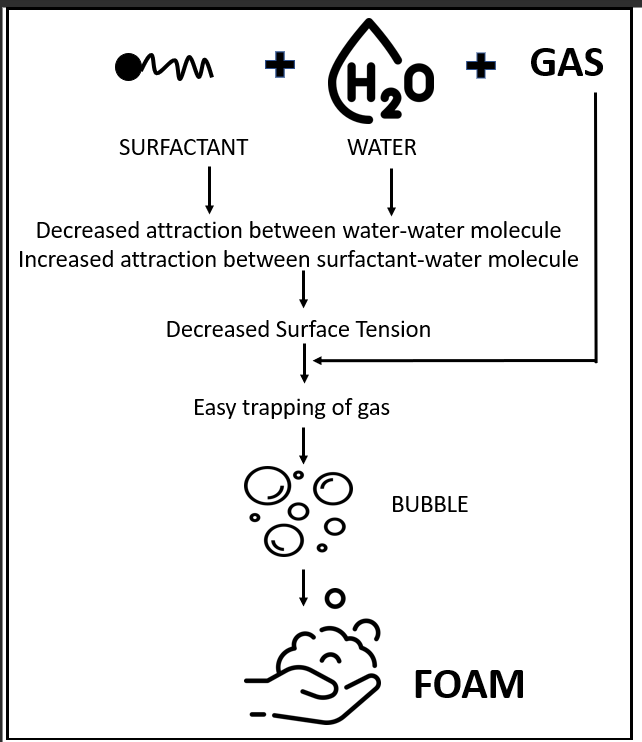 H2O
GAS
SURFACTANT
WATER
Decreased attraction between water-water molecule
Increased attraction between surfactant-water molecule
Decreased Surface Tension
Easy trapping of gas
BUBBLE
FOAM